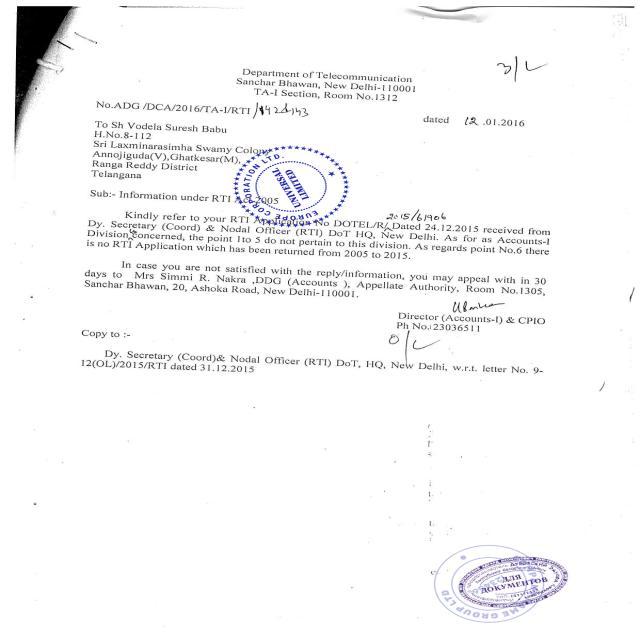 3/L
Department of Telecommunication
Sanchar Bhawan, New Delhi-110001
TA-I Section, Room No.1312
No.ADG /DCA/2016/TA-I/RTI
dated 12 .01.2016
To Sh Vodela Suresh Babu
H.No.8-112
Sri Laxminarasimha Swamy Colony
Annojiguda(V),Ghatkesar(M),
Ranga Reddy District
Telangana
EUROPE CORPORATION LTD.
UNIVERSAL
LIMITED
Sub:- Information under RTI 2005
2015/61906
Kindly refer to your RTI Application No DOTEL/R/ Dated 24.12.2015 received from
Dy. Secretary (Coord) & Nodal Officer (RTI) DoT HQ, New Delhi. As for as Accounts-I
Division is concerned, the point 1to 5 do not pertain to this division. As regards point No.6 there
is no RTI Application which has been returned from 2005 to 2015.
In case you are not satisfied with the reply/information, you may appeal with in 30
days to Mrs Simmi R. Nakra ,DDG (Accounts ), Appellate Authority, Room No.1305,
Sanchar Bhawan, 20, Ashoka Road, New Delhi-110001.
Director (Accounts-I) & CPIO
Ph No.:23036511
O/L
Copy to :-
Dy. Secretary (Coord)& Nodal Officer (RTI) DoT, HQ, New Delhi, w.r.t. letter No. 9-
12(OL)/2015/RTI dated 31.12.2015
ДЛЯ
ДОКУМЕНТОВ
GROUP LTD